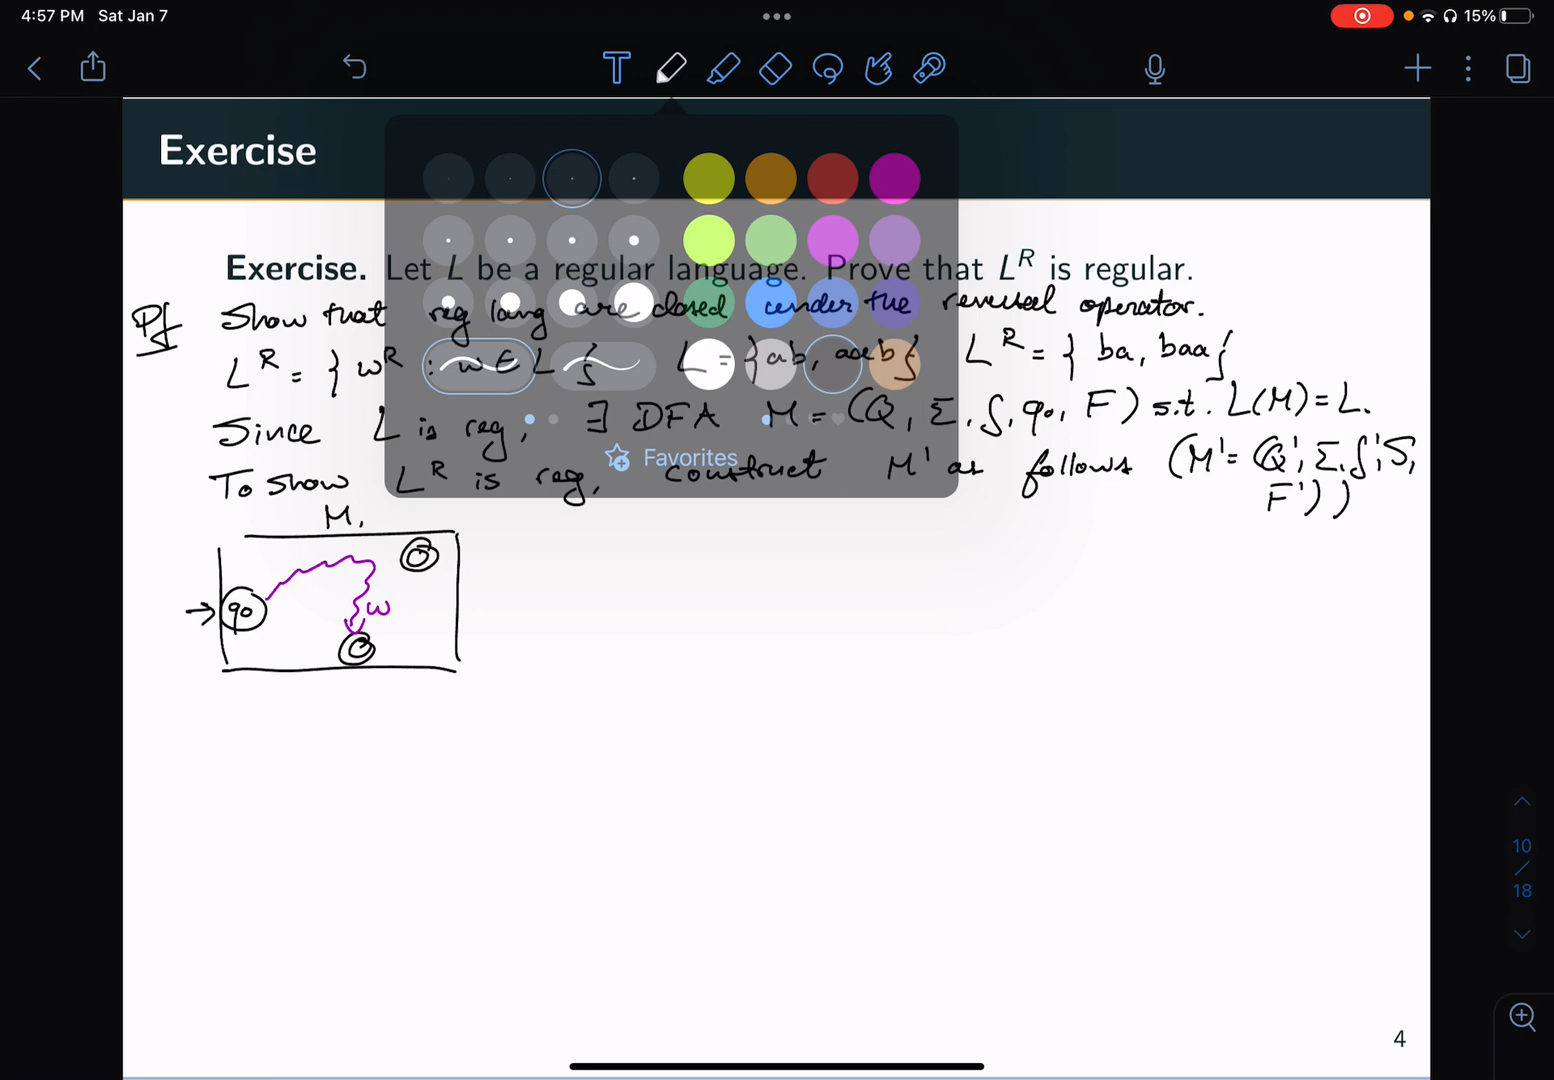 4:57 PM Sat Jan 7
15%
Exercise
Exercise. Let L be a regular language. Prove that L^R is regular.
Pf Show that reg lang are closed under the reversal operator.
L^R = { w^R : w ∈ L } L = {ab, aab} L^R = { ba, baa }
Since L is reg, ∃ DFA M = (Q, Σ, δ, q0, F) s.t. L(M) = L.
Favorites
To show L^R is reg, construct M' as follows (M' = (Q', Σ, δ', S,
F'))
M,
q0
w
10
/
18
4